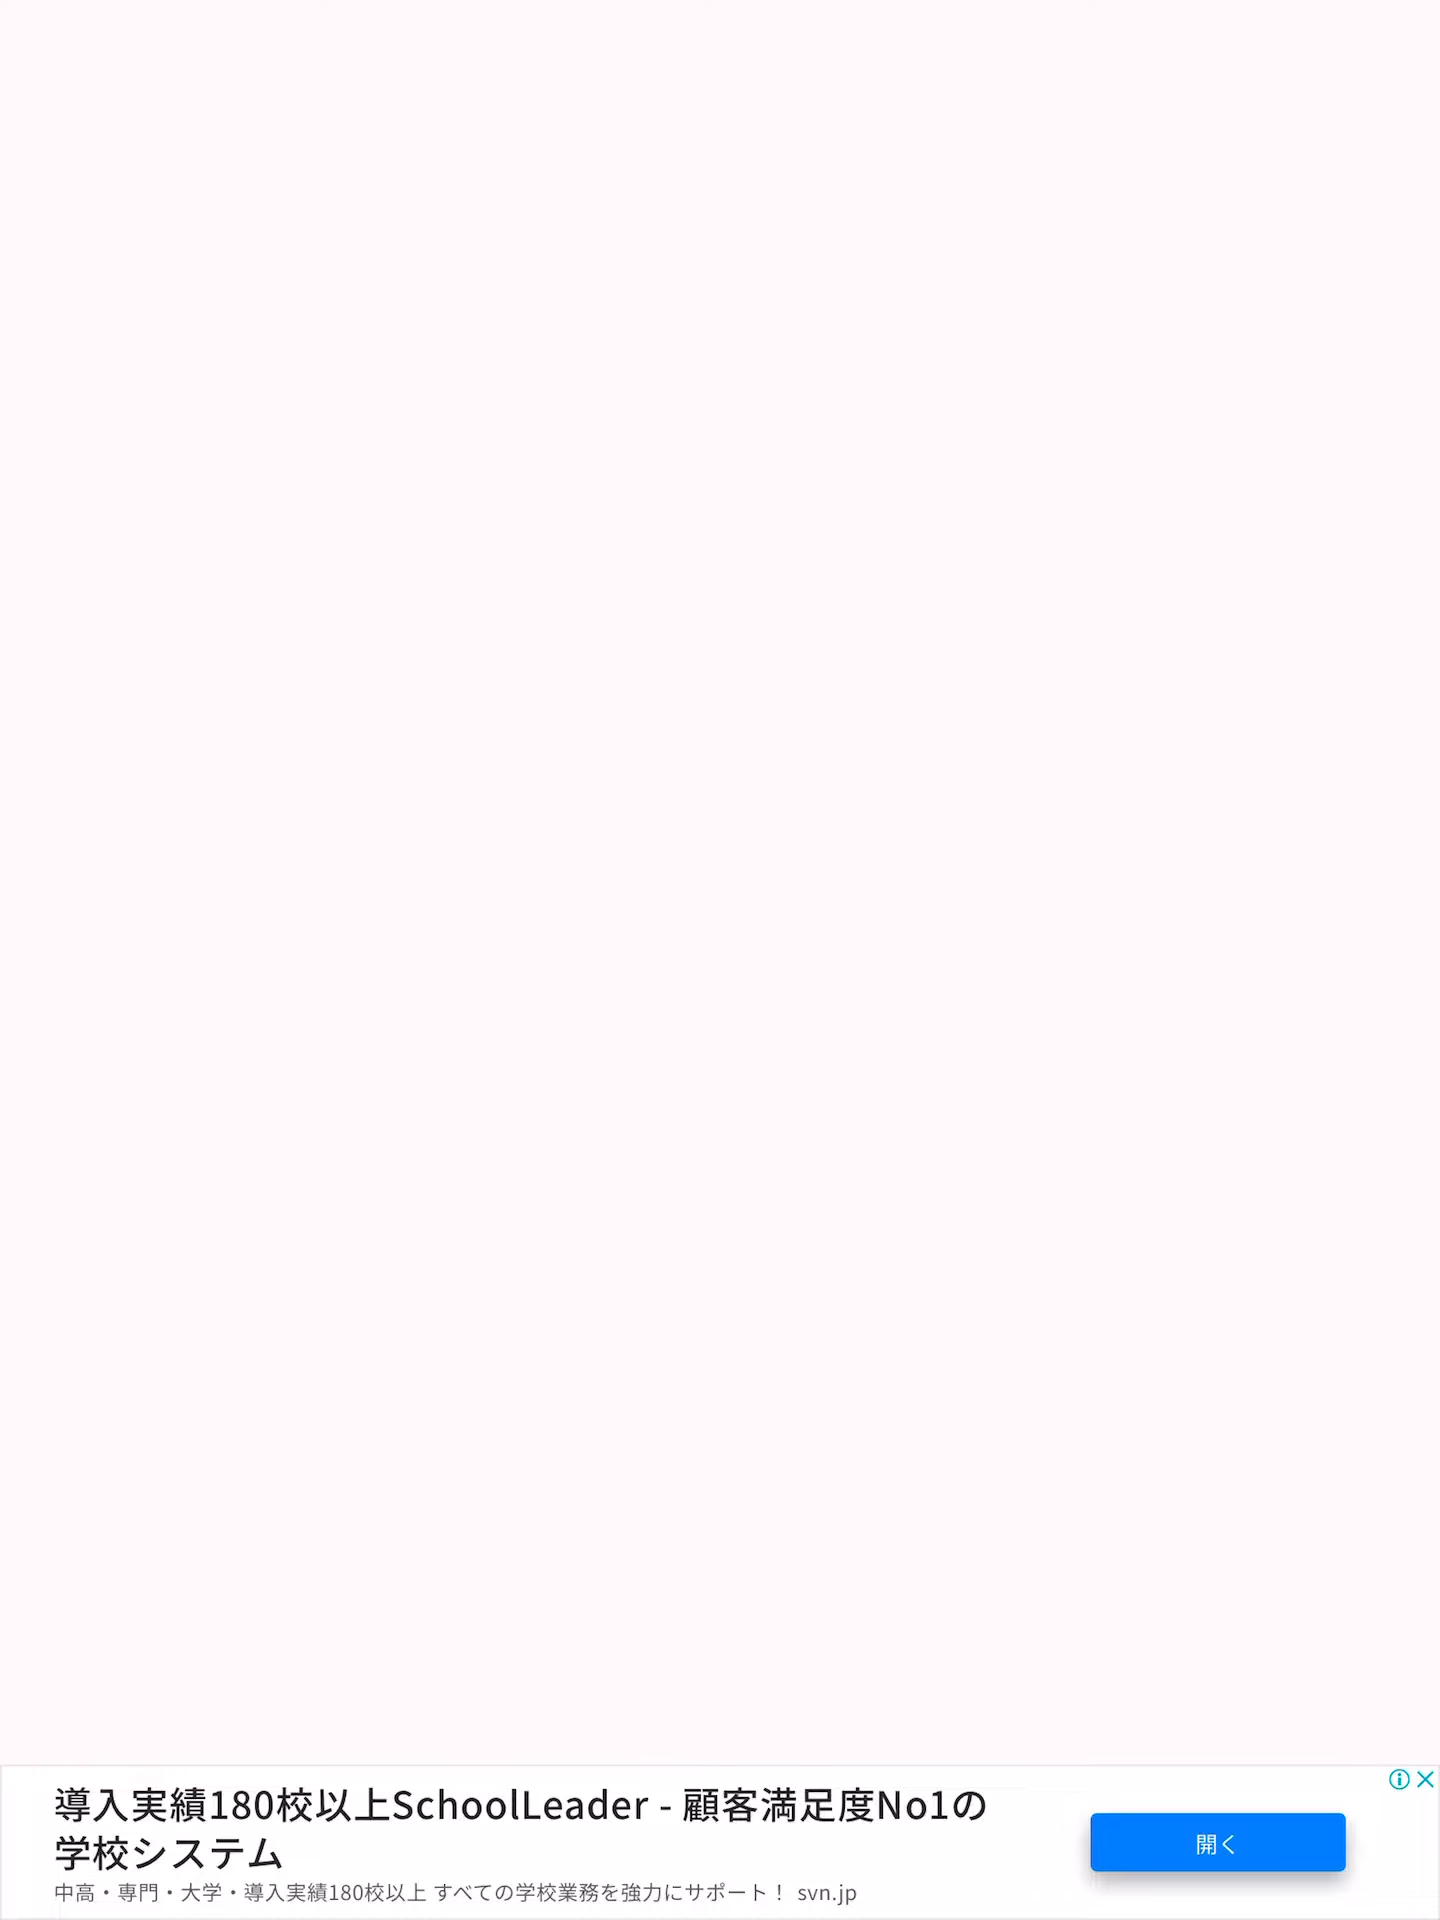 導入実績180校以上SchoolLeader - 顧客満足度No1の
学校システム
中高・専門・大学・導入実績180校以上 すべての学校業務を強力にサポート！ svn.jp
開く